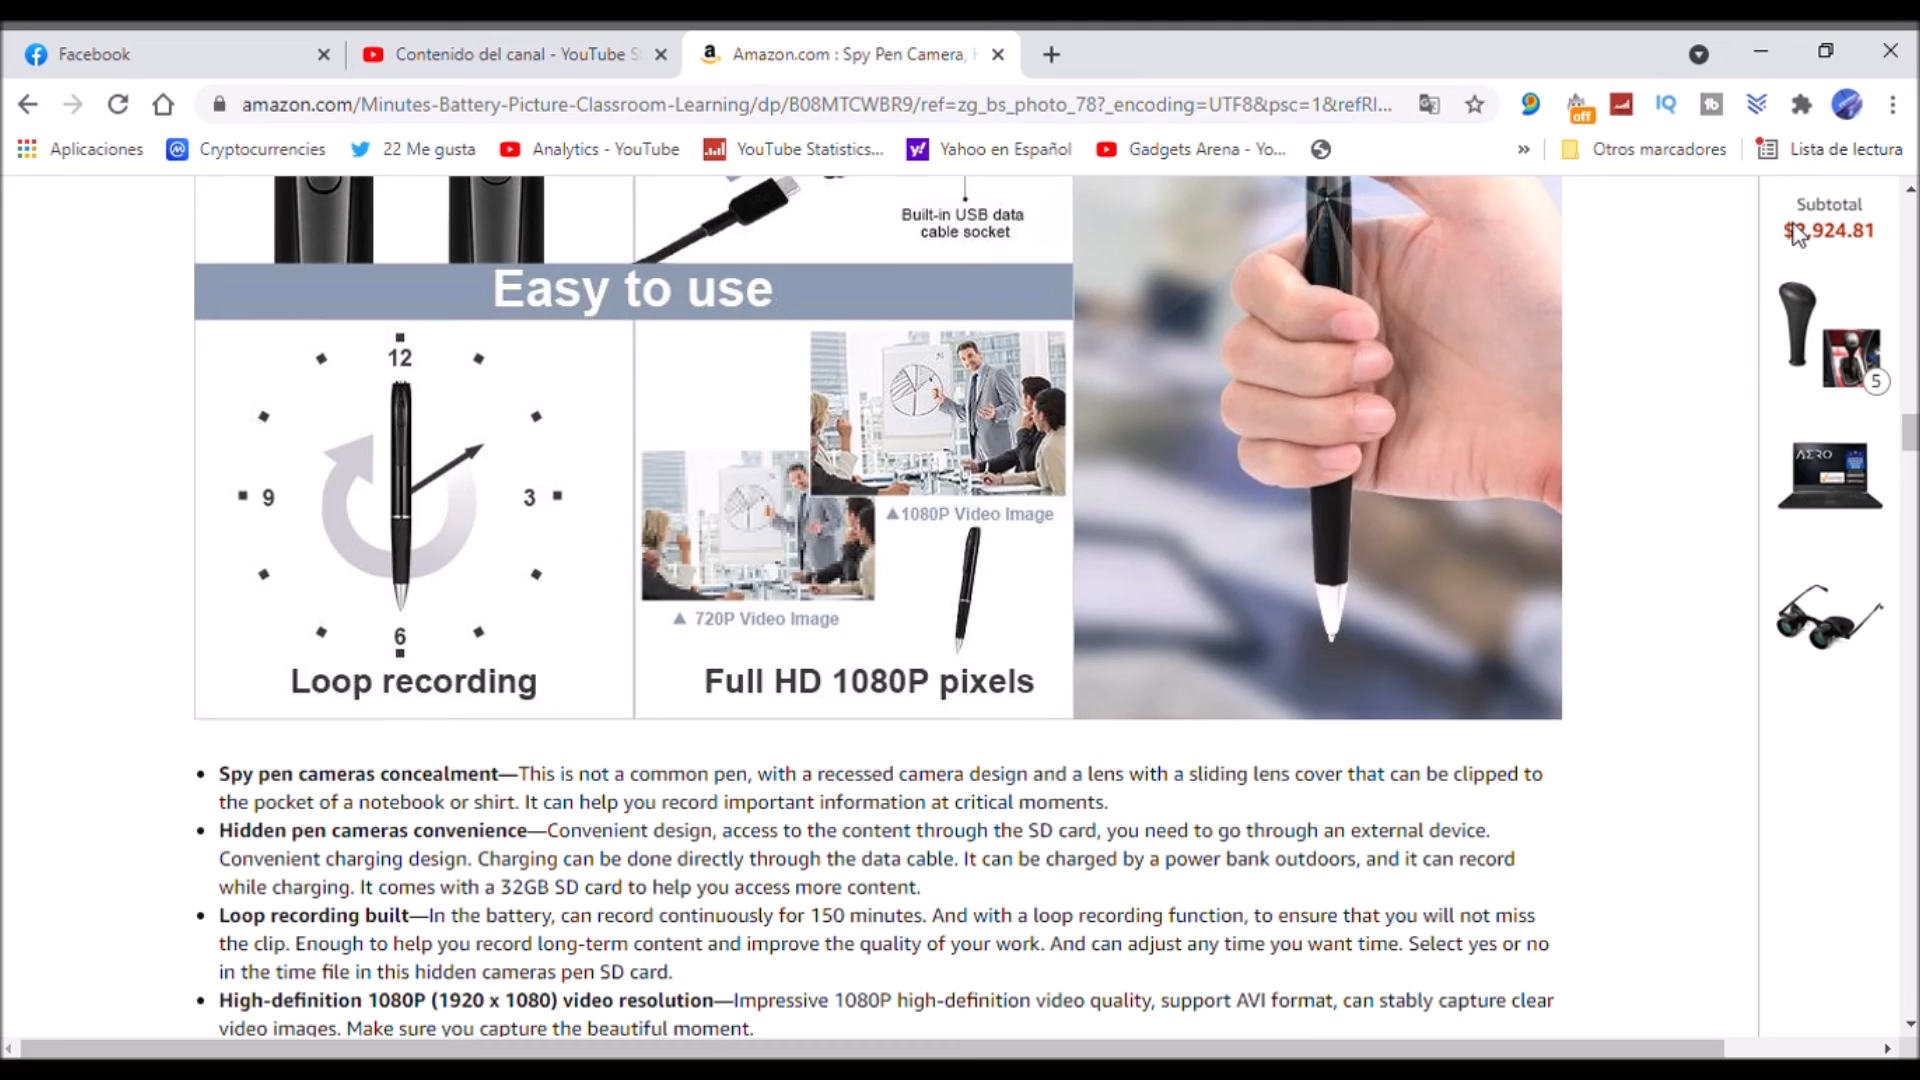 Facebook
Contenido del canal - YouTube S
Amazon.com : Spy Pen Camera,
amazon.com/Minutes-Battery-Picture-Classroom-Learning/dp/B08MTCWBR9/ref=zg_bs_photo_78?_encoding=UTF8&psc=1&refRI...
off
IQ
tb
Aplicaciones
Cryptocurrencies
22 Me gusta
Analytics - YouTube
YouTube Statistics...
Yahoo en Español
Gadgets Arena - Yo...
»
Otros marcadores
Lista de lectura
Built-in USB data
cable socket
Subtotal
,924.81
5
AERO
Easy to use
12
9
3
6
Loop recording
▲1080P Video Image
▲ 720P Video Image
Full HD 1080P pixels
• Spy pen cameras concealment—This is not a common pen, with a recessed camera design and a lens with a sliding lens cover that can be clipped to
the pocket of a notebook or shirt. It can help you record important information at critical moments.
• Hidden pen cameras convenience—Convenient design, access to the content through the SD card, you need to go through an external device.
Convenient charging design. Charging can be done directly through the data cable. It can be charged by a power bank outdoors, and it can record
while charging. It comes with a 32GB SD card to help you access more content.
• Loop recording built—In the battery, can record continuously for 150 minutes. And with a loop recording function, to ensure that you will not miss
the clip. Enough to help you record long-term content and improve the quality of your work. And can adjust any time you want time. Select yes or no
in the time file in this hidden cameras pen SD card.
• High-definition 1080P (1920 x 1080) video resolution—Impressive 1080P high-definition video quality, support AVI format, can stably capture clear
video images. Make sure you capture the beautiful moment.